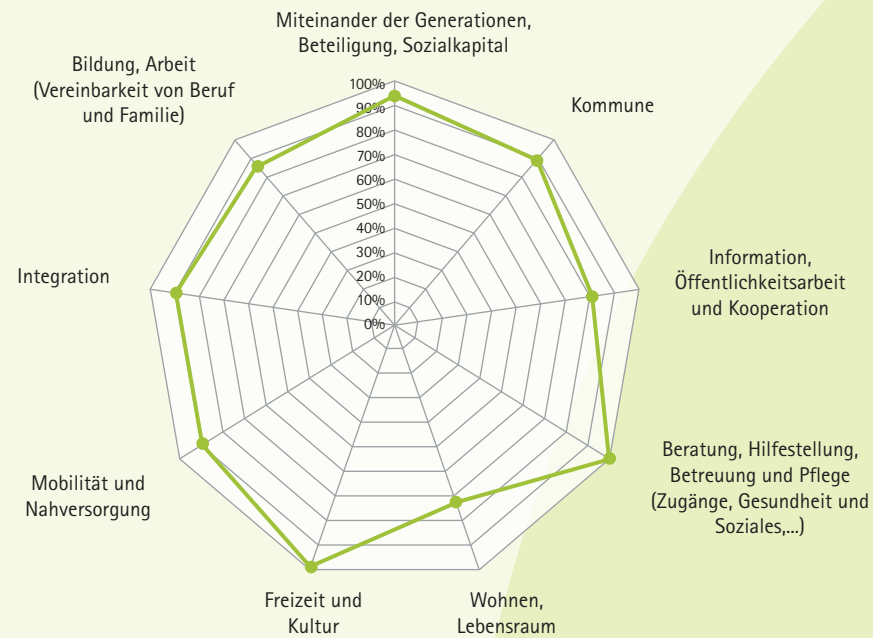 Miteinander der Generationen,
Beteiligung, Sozialkapital
Kommune
Information,
Öffentlichkeitsarbeit
und Kooperation
Beratung, Hilfestellung,
Betreuung und Pflege
(Zugänge, Gesundheit und
Soziales,...)
Wohnen,
Lebensraum
Freizeit und
Kultur
Mobilität und
Nahversorgung
Integration
Bildung, Arbeit
(Vereinbarkeit von Beruf
und Familie)
100%
90%
80%
70%
60%
50%
40%
30%
20%
10%
0%